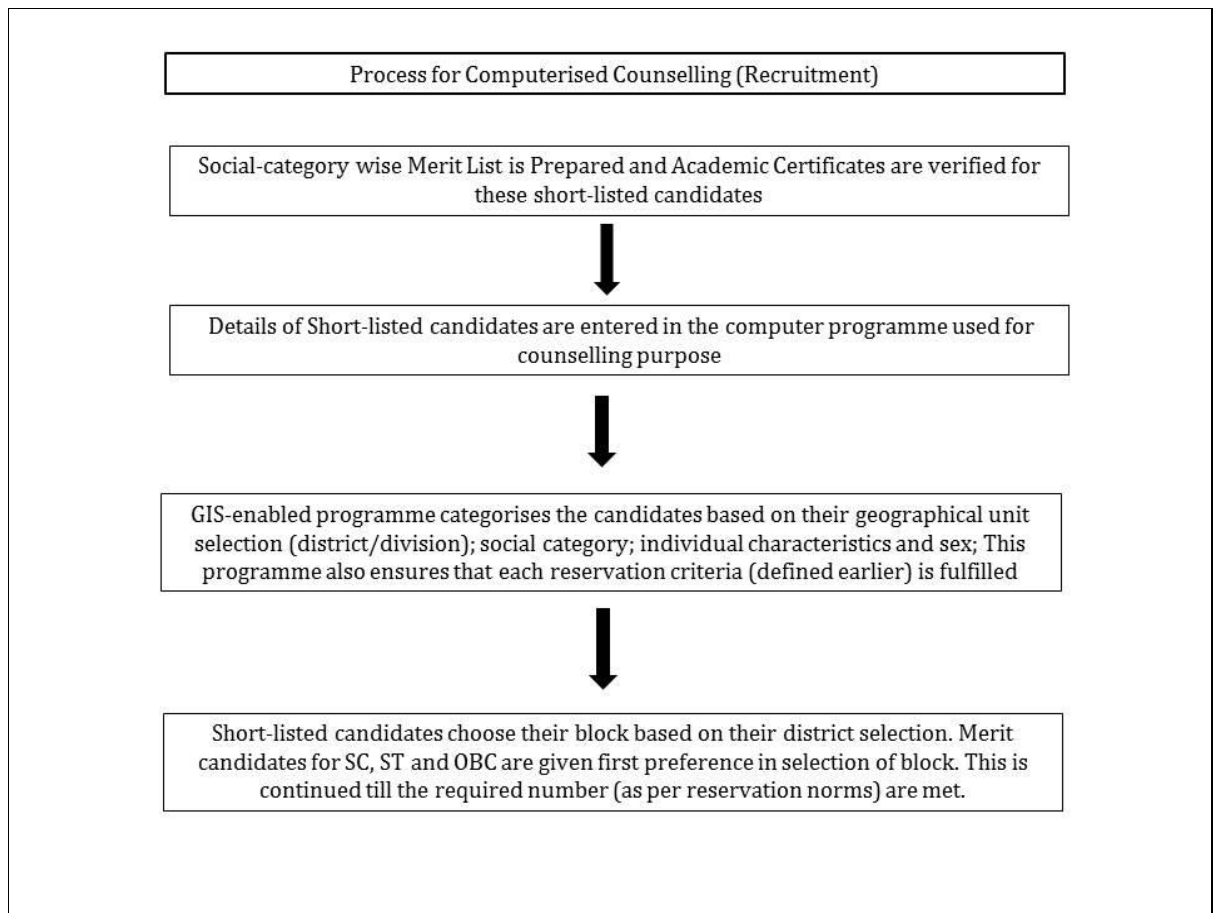 Process for Computerised Counselling (Recruitment)
Social-category wise Merit List is Prepared and Academic Certificates are verified for
these short-listed candidates
Details of Short-listed candidates are entered in the computer programme used for
counselling purpose
GIS-enabled programme categorises the candidates based on their geographical unit
selection (district/division); social category; individual characteristics and sex; This
programme also ensures that each reservation criteria (defined earlier) is fulfilled
Short-listed candidates choose their block based on their district selection. Merit
candidates for SC, ST and OBC are given first preference in selection of block. This is
continued till the required number (as per reservation norms) are met.